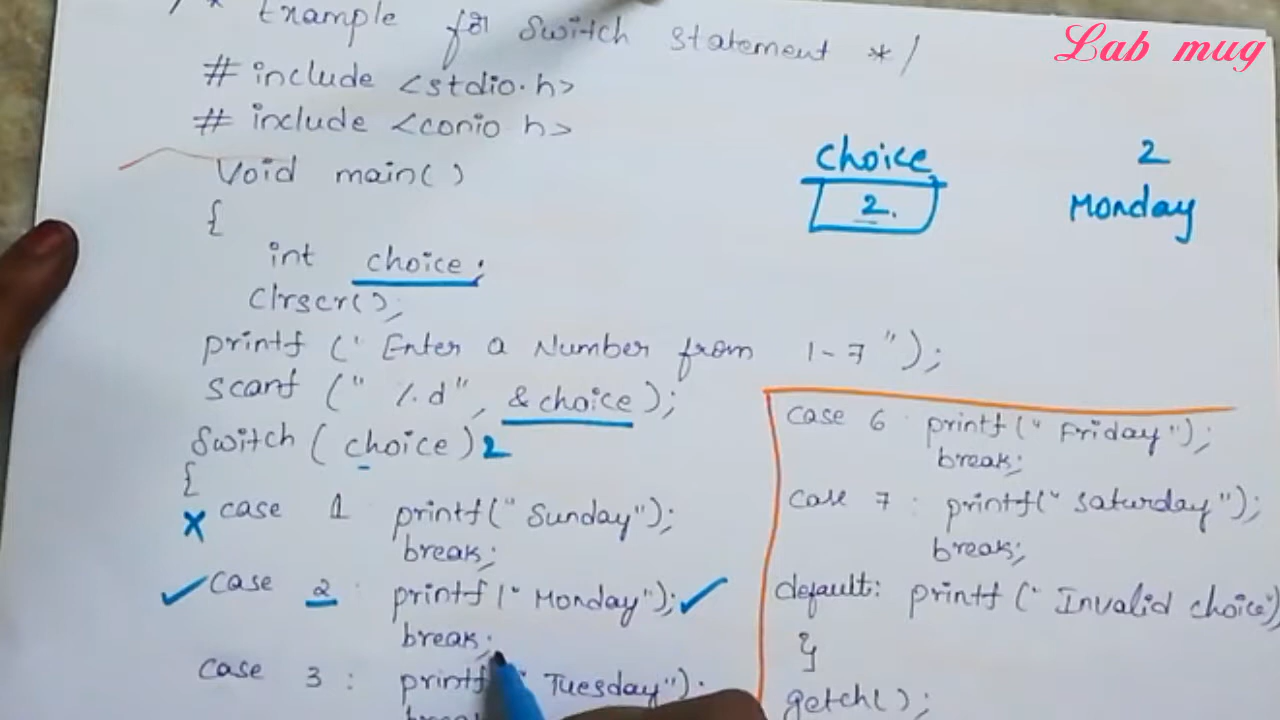 /* Example for Switch Statement */
Lab mug
# include <stdio.h>
# include <conio h>
Void main()
{
int choice;
Clrscr();
printf (" Enter a Number from 1-7 ");
scanf (" %d", &choice);
Switch ( choice) 2
{
X case 1 printf(" Sunday");
break;
✓ Case 2 : printf (" Monday"); ✓
break;
case 3 : printf " Tuesday");
choice
2.
2
Monday
case 6 : printf (" Friday");
break;
case 7 : printf(" Saturday");
break;
default: printf (" Invalid choice")
}
getch( );